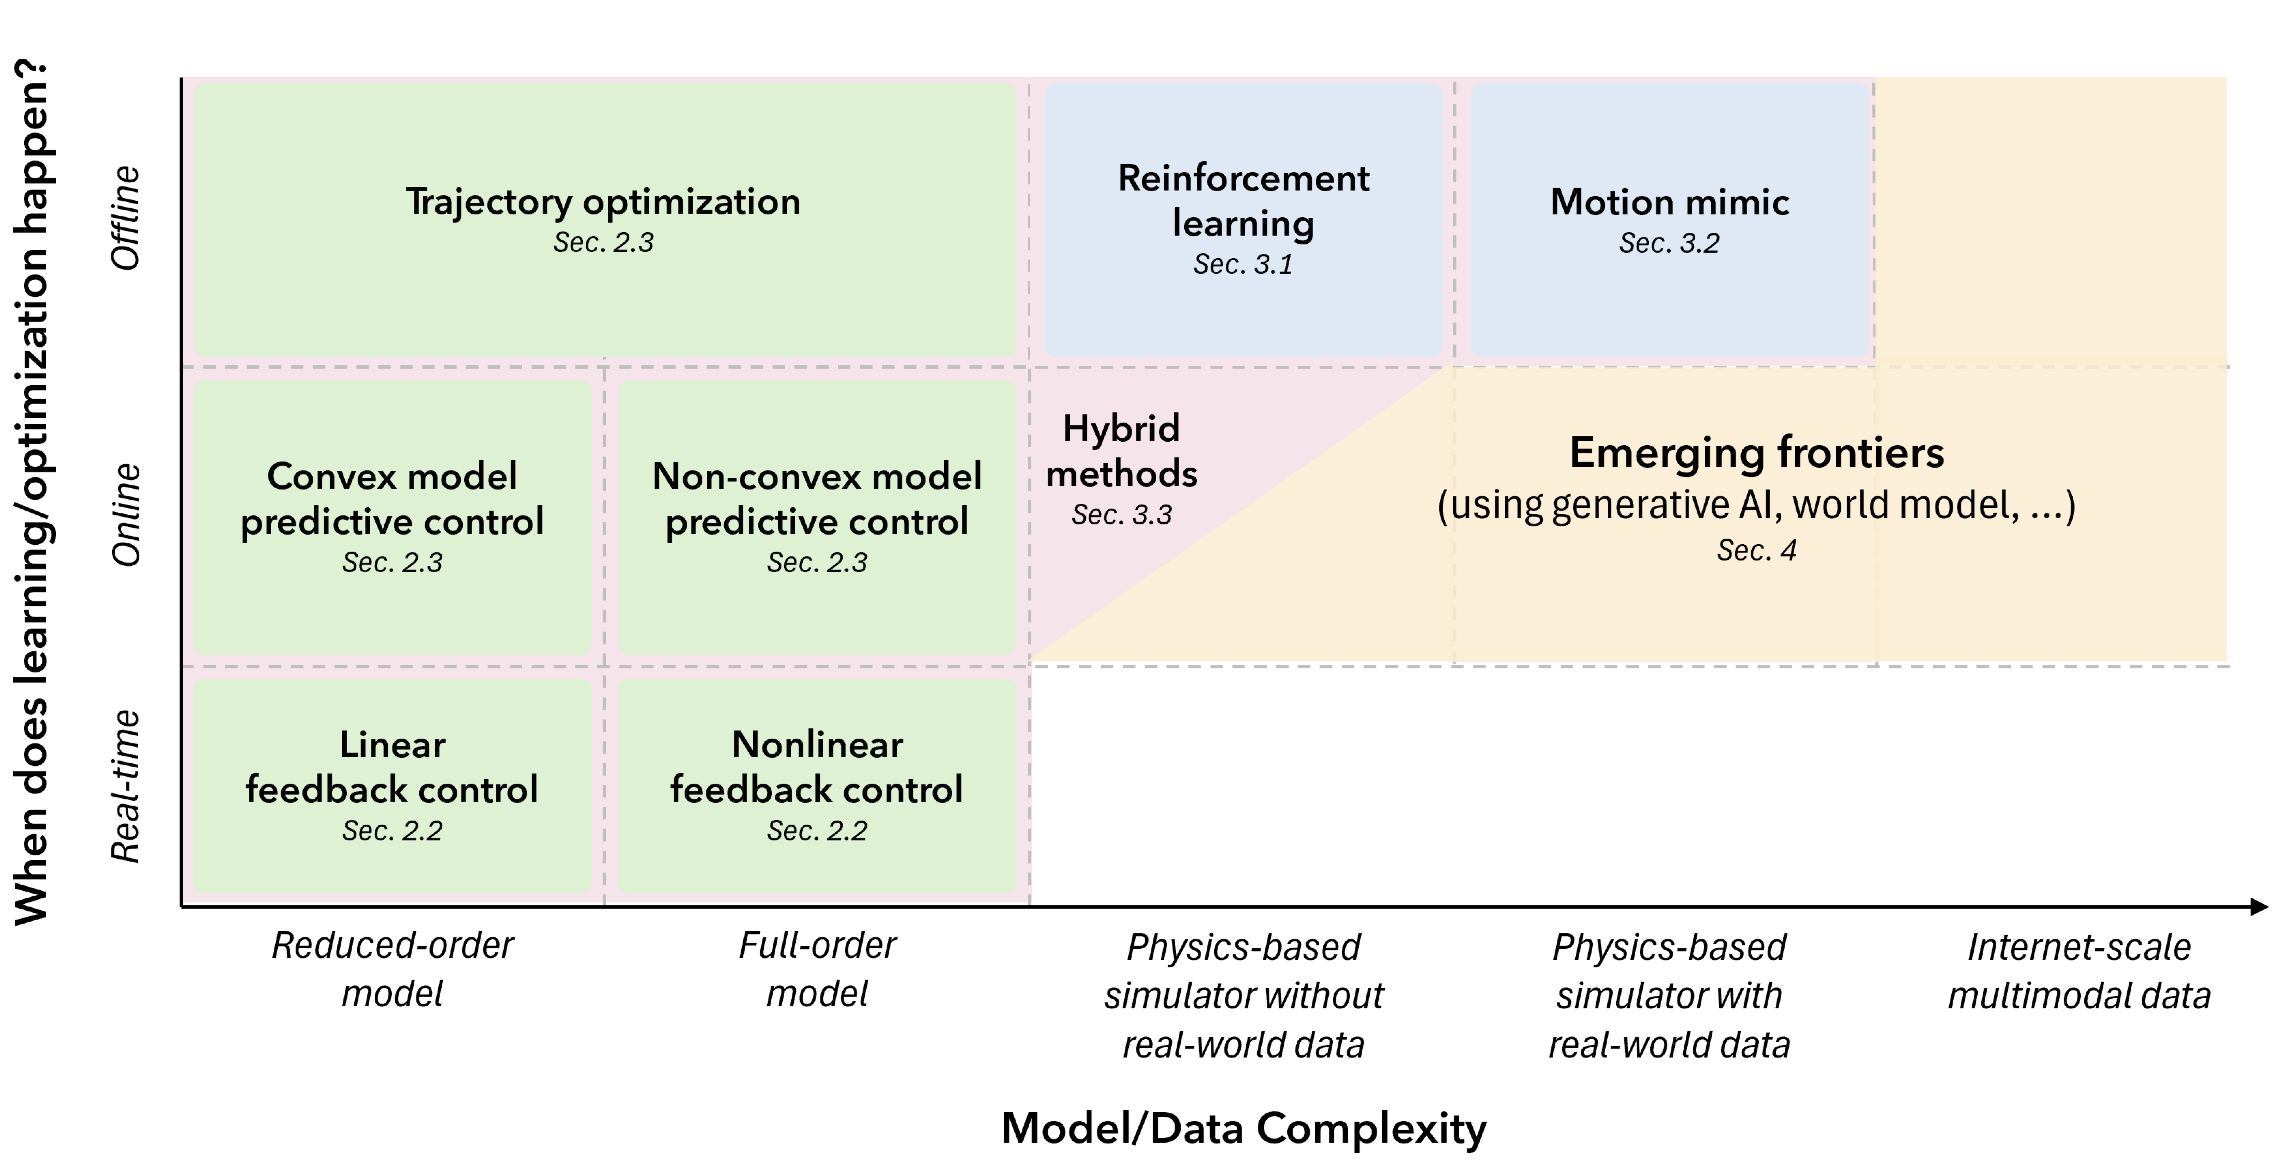 When does learning/optimization happen?
Offline
Trajectory optimization
Sec. 2.3
Reinforcement
learning
Sec. 3.1
Motion mimic
Sec. 3.2
Online
Convex model
predictive control
Sec. 2.3
Non-convex model
predictive control
Sec. 2.3
Hybrid
methods
Sec. 3.3
Emerging frontiers
(using generative AI, world model, ...)
Sec. 4
Real-time
Linear
feedback control
Sec. 2.2
Nonlinear
feedback control
Sec. 2.2
Reduced-order
model
Full-order
model
Physics-based
simulator without
real-world data
Physics-based
simulator with
real-world data
Internet-scale
multimodal data
Model/Data Complexity